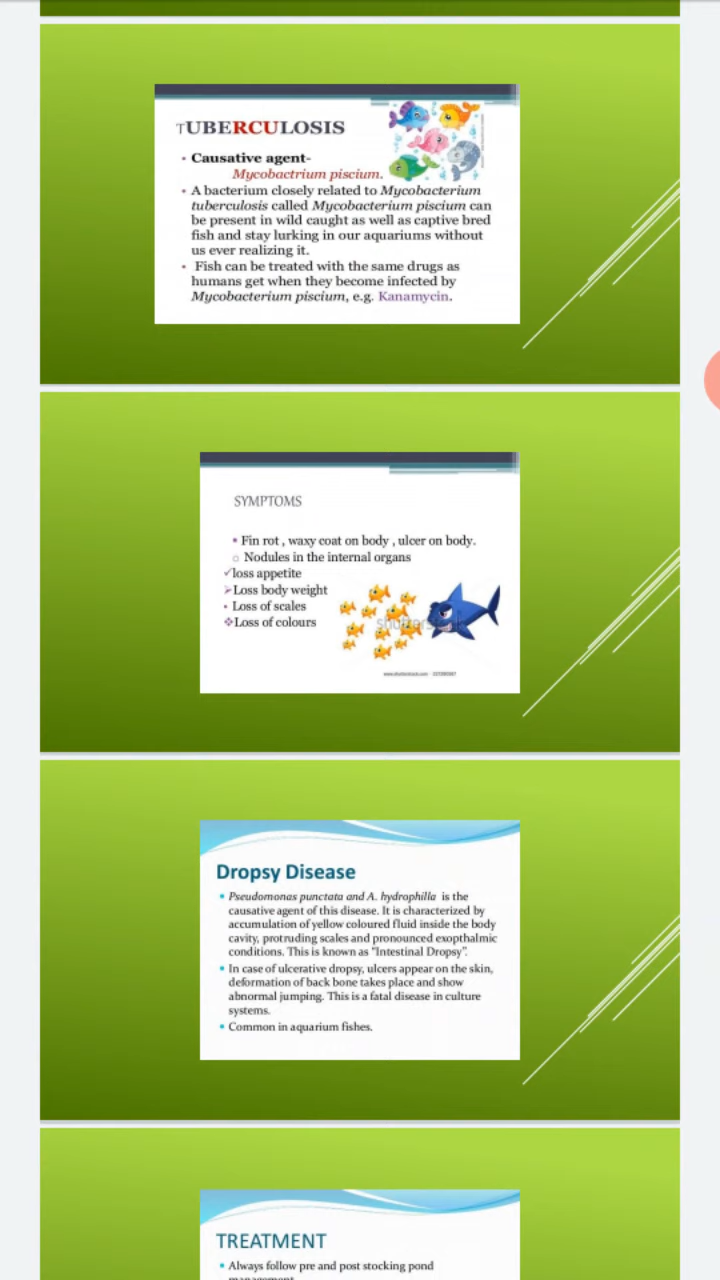 TUBERCULOSIS
• Causative agent-
Mycobactrium piscium.
• A bacterium closely related to Mycobacterium
tuberculosis called Mycobacterium piscium can
be present in wild caught as well as captive bred
fish and stay lurking in our aquariums without
us ever realizing it.
• Fish can be treated with the same drugs as
humans get when they become infected by
Mycobacterium piscium, e.g. Kanamycin.
SYMPTOMS
▪ Fin rot , waxy coat on body , ulcer on body.
○ Nodules in the internal organs
✓loss appetite
➢Loss body weight
• Loss of scales
❖Loss of colours
shutterstock
Dropsy Disease
• Pseudomonas punctata and A. hydrophilla is the
causative agent of this disease. It is characterized by
accumulation of yellow coloured fluid inside the body
cavity, protruding scales and pronounced exopthalmic
conditions. This is known as “Intestinal Dropsy”.
• In case of ulcerative dropsy, ulcers appear on the skin,
deformation of back bone takes place and show
abnormal jumping. This is a fatal disease in culture
systems.
• Common in aquarium fishes.
TREATMENT
• Always follow pre and post stocking pond